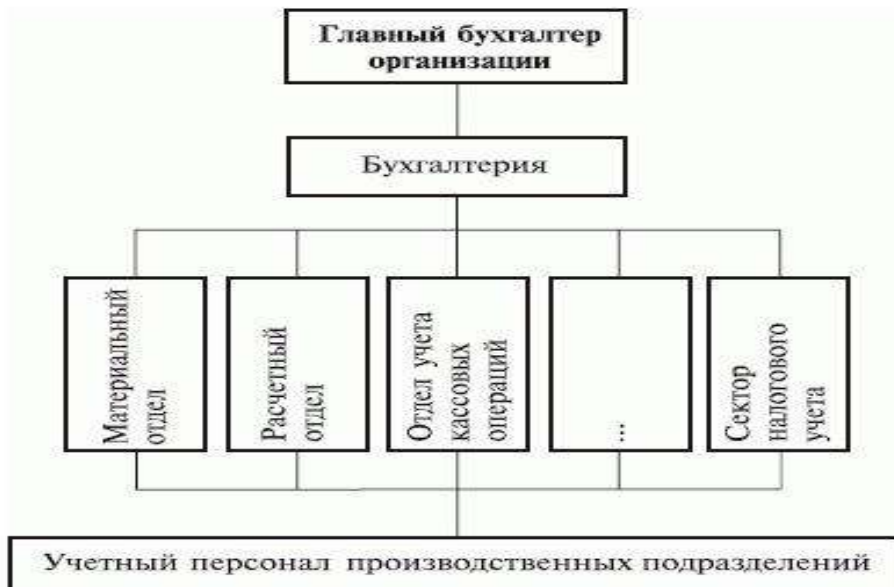 Главный бухгалтер
организации
Бухгалтерия
Материальный
отдел
Расчетный
отдел
Отдел учета
кассовых
операций
...
Сектор
налогового
учета
Учетный персонал производственных подразделений